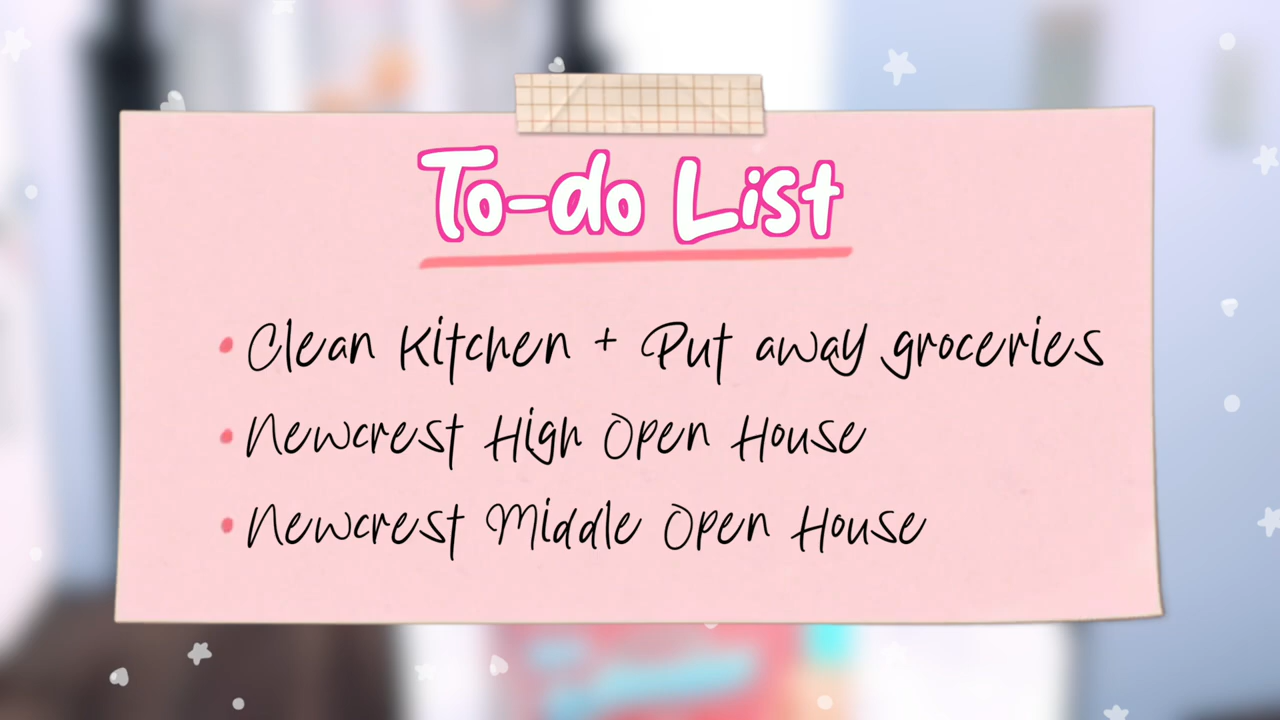 To-do List
• Clean Kitchen + Put away groceries
• Newcrest High Open House
• Newcrest Middle Open House